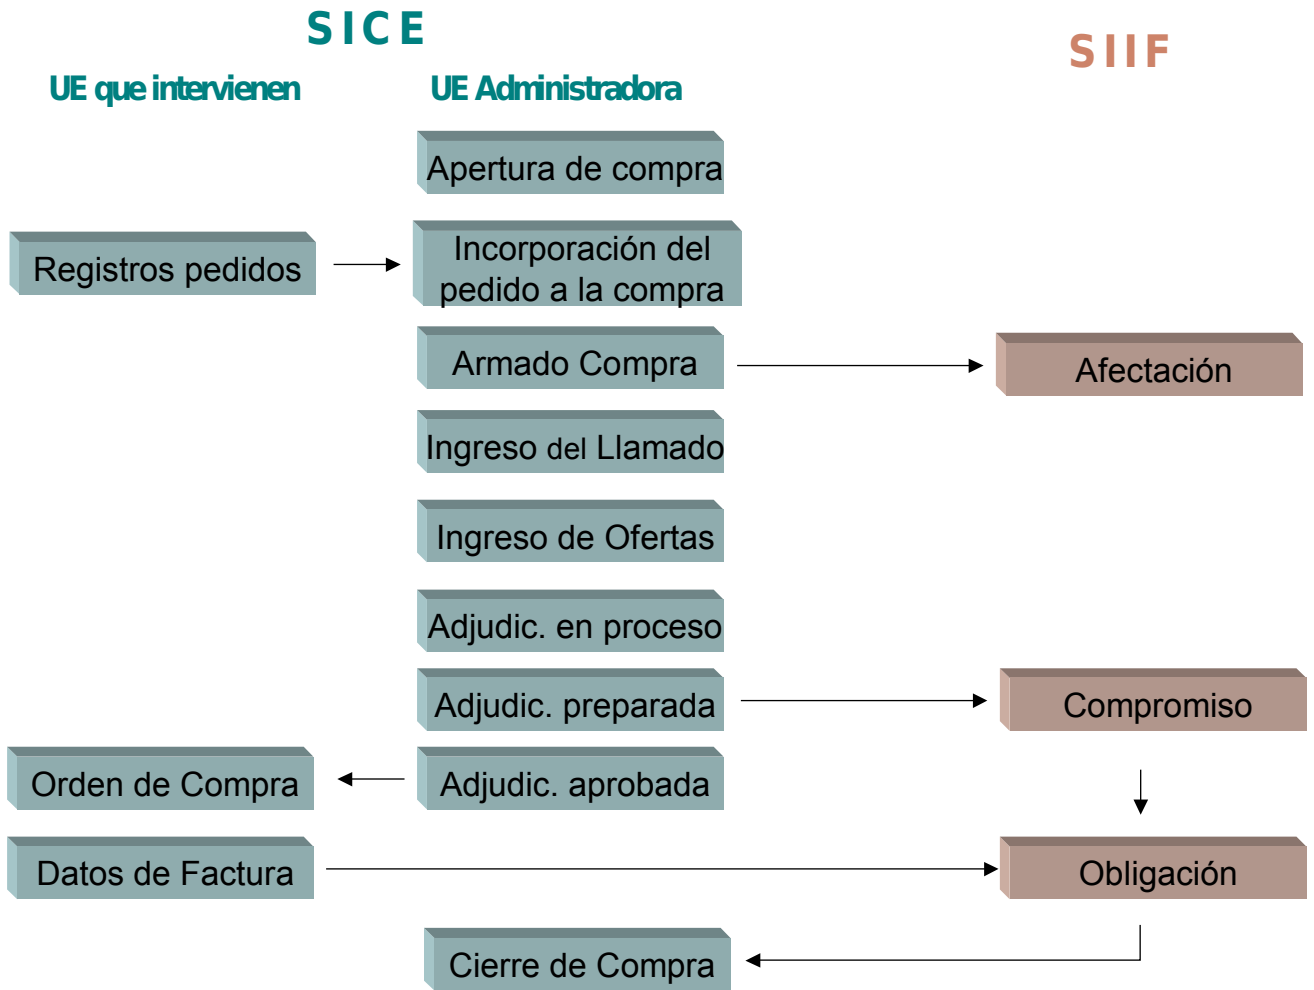 SICE
SIIF
UE que intervienen
UE Administradora
Apertura de compra
Registros pedidos
Incorporación del
pedido a la compra
Armado Compra
Afectación
Ingreso del Llamado
Ingreso de Ofertas
Adjudic. en proceso
Adjudic. preparada
Compromiso
Orden de Compra
Adjudic. aprobada
Datos de Factura
Obligación
Cierre de Compra